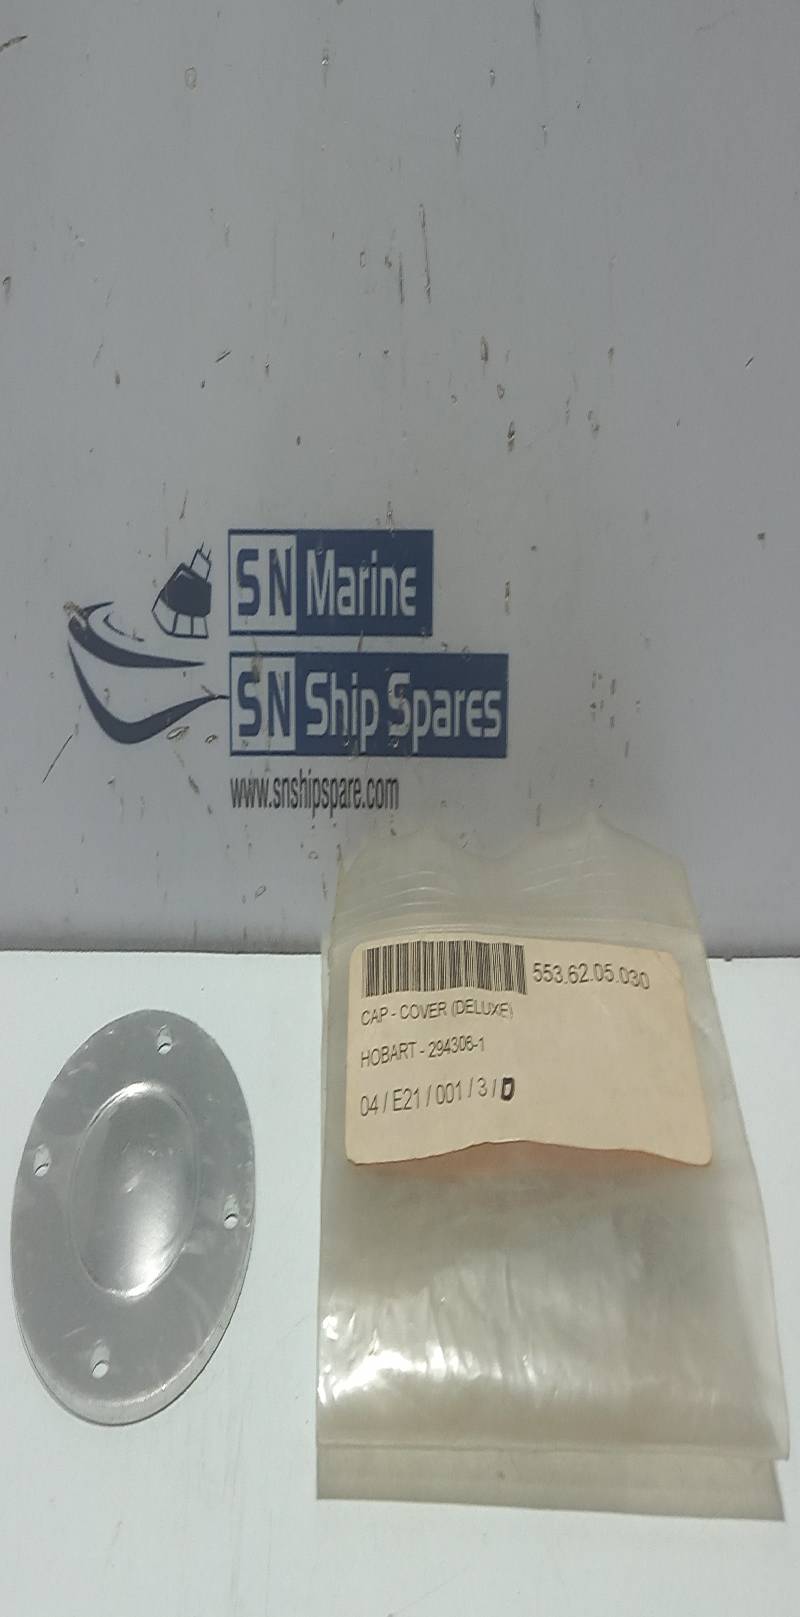 SN Marine
SN Ship Spares
www.snshipspare.com
553.62.05.030
CAP - COVER (DELUXE)
HOBART - 294306-1
04 / E21 / 001 / 3 / D